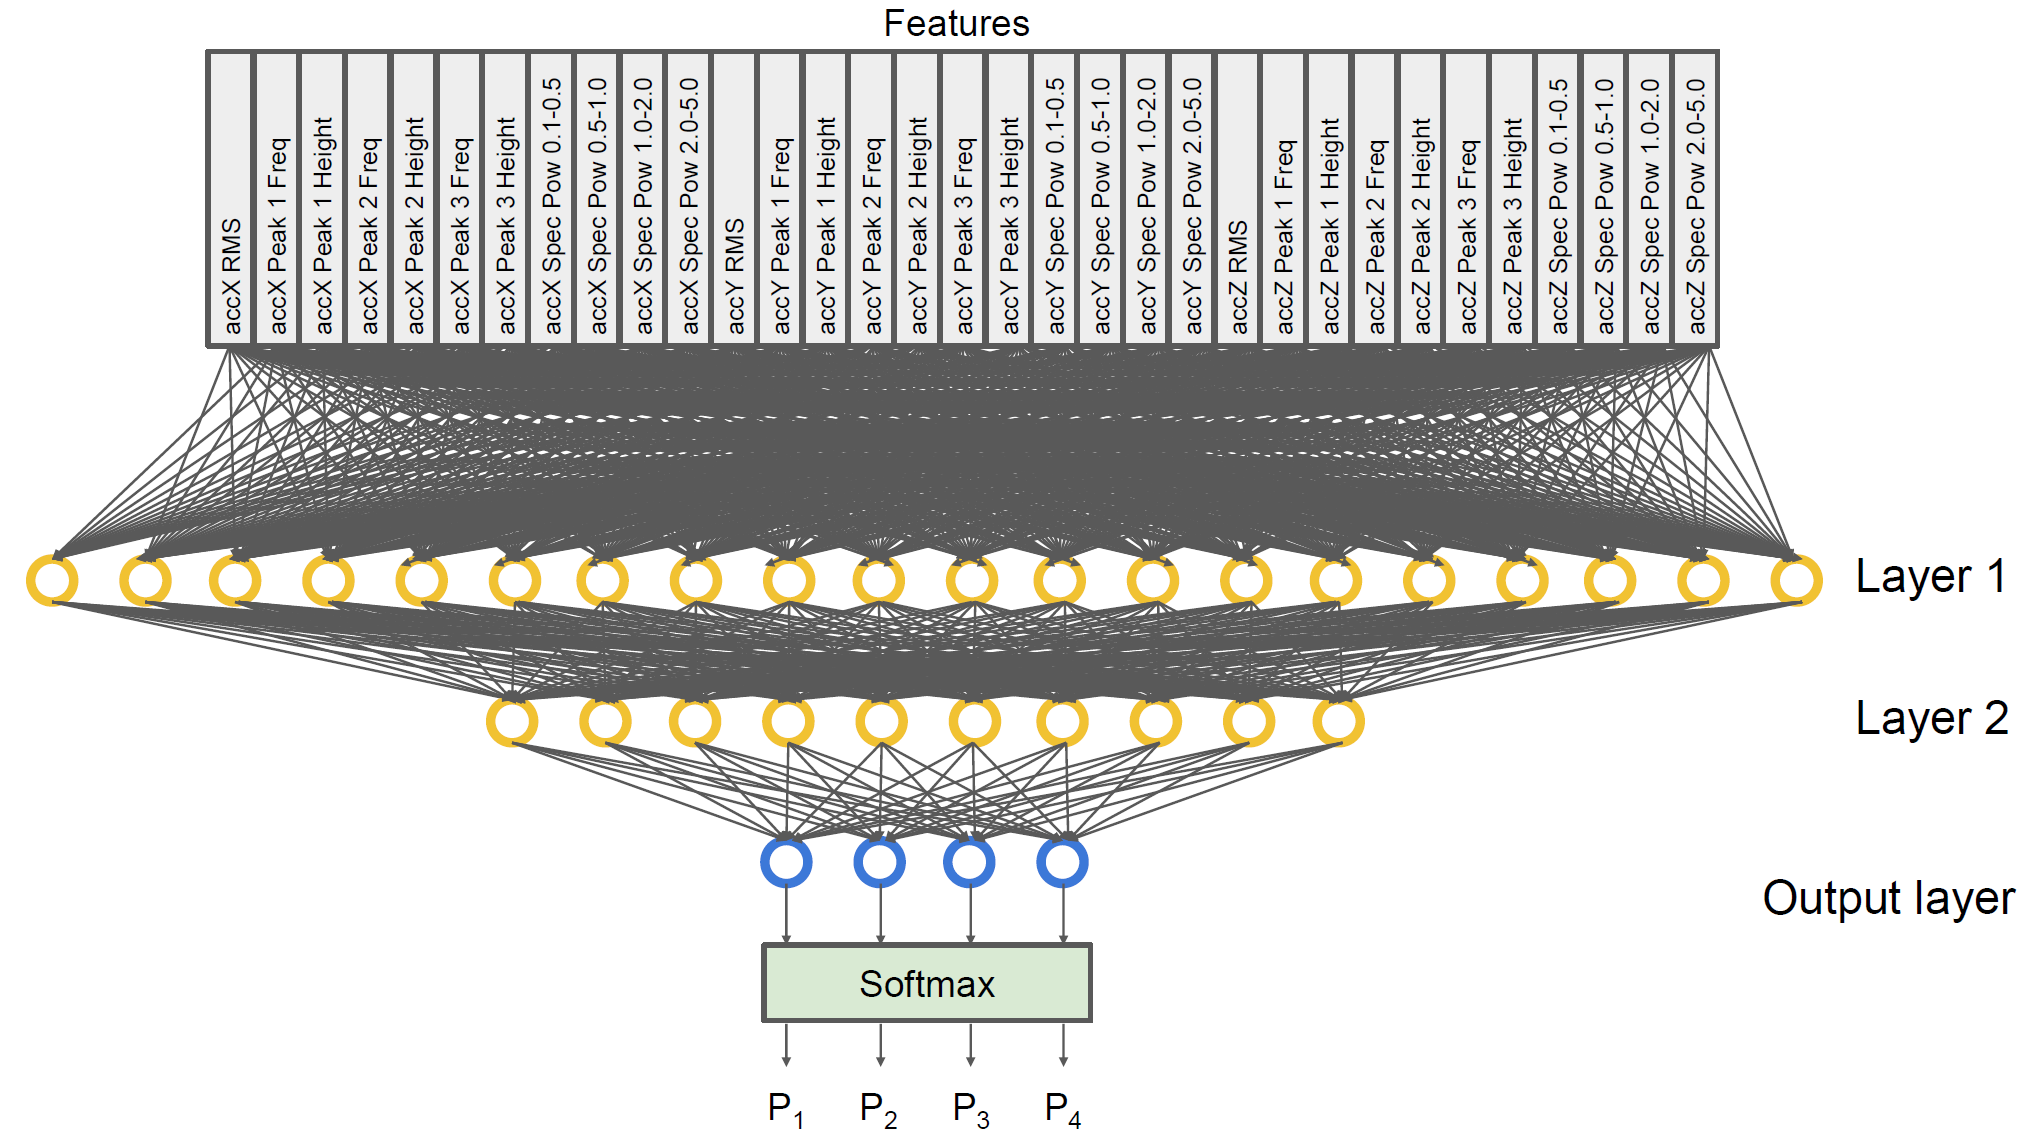 Features
accX RMS
accX Peak 1 Freq
accX Peak 1 Height
accX Peak 2 Freq
accX Peak 2 Height
accX Peak 3 Freq
accX Peak 3 Height
accX Spec Pow 0.1-0.5
accX Spec Pow 0.5-1.0
accX Spec Pow 1.0-2.0
accX Spec Pow 2.0-5.0
accY RMS
accY Peak 1 Freq
accY Peak 1 Height
accY Peak 2 Freq
accY Peak 2 Height
accY Peak 3 Freq
accY Peak 3 Height
accY Spec Pow 0.1-0.5
accY Spec Pow 0.5-1.0
accY Spec Pow 1.0-2.0
accY Spec Pow 2.0-5.0
accZ RMS
accZ Peak 1 Freq
accZ Peak 1 Height
accZ Peak 2 Freq
accZ Peak 2 Height
accZ Peak 3 Freq
accZ Peak 3 Height
accZ Spec Pow 0.1-0.5
accZ Spec Pow 0.5-1.0
accZ Spec Pow 1.0-2.0
accZ Spec Pow 2.0-5.0
Layer 1
Layer 2
Output layer
Softmax
P1 P2 P3 P4